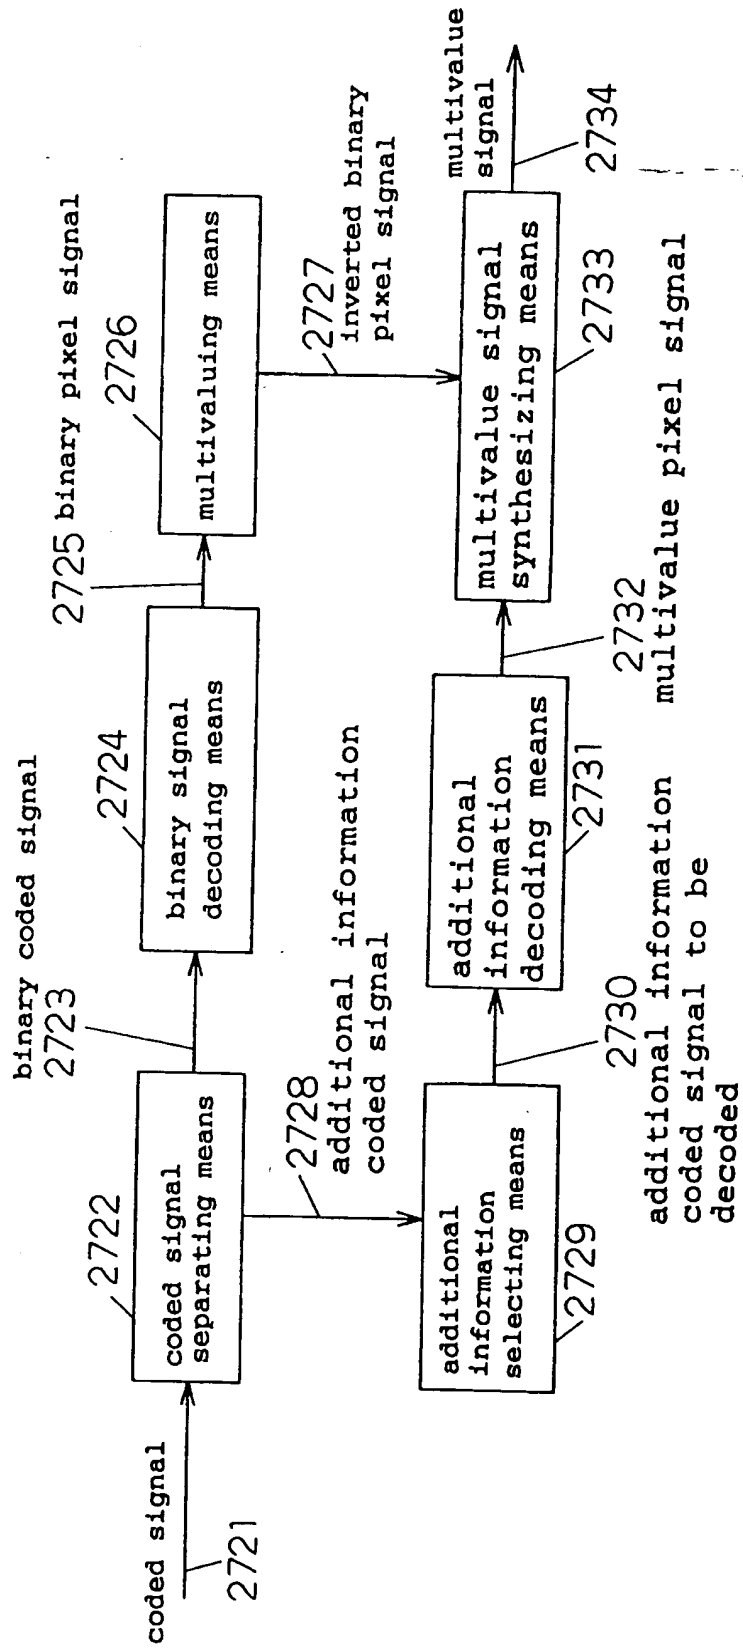 coded signal
2721
2722
coded signal
separating means
binary coded signal
2723
2724
binary signal
decoding means
2725 binary pixel signal
2726
multivaluing means
2727
inverted binary
pixel signal
2728
additional information
coded signal
additional
information
selecting means
2729
2730
additional information
coded signal to be
decoded
additional
information
decoding means
2731
2732
multivalue pixel signal
multivalue signal
synthesizing means
2733
multivalue
signal
2734